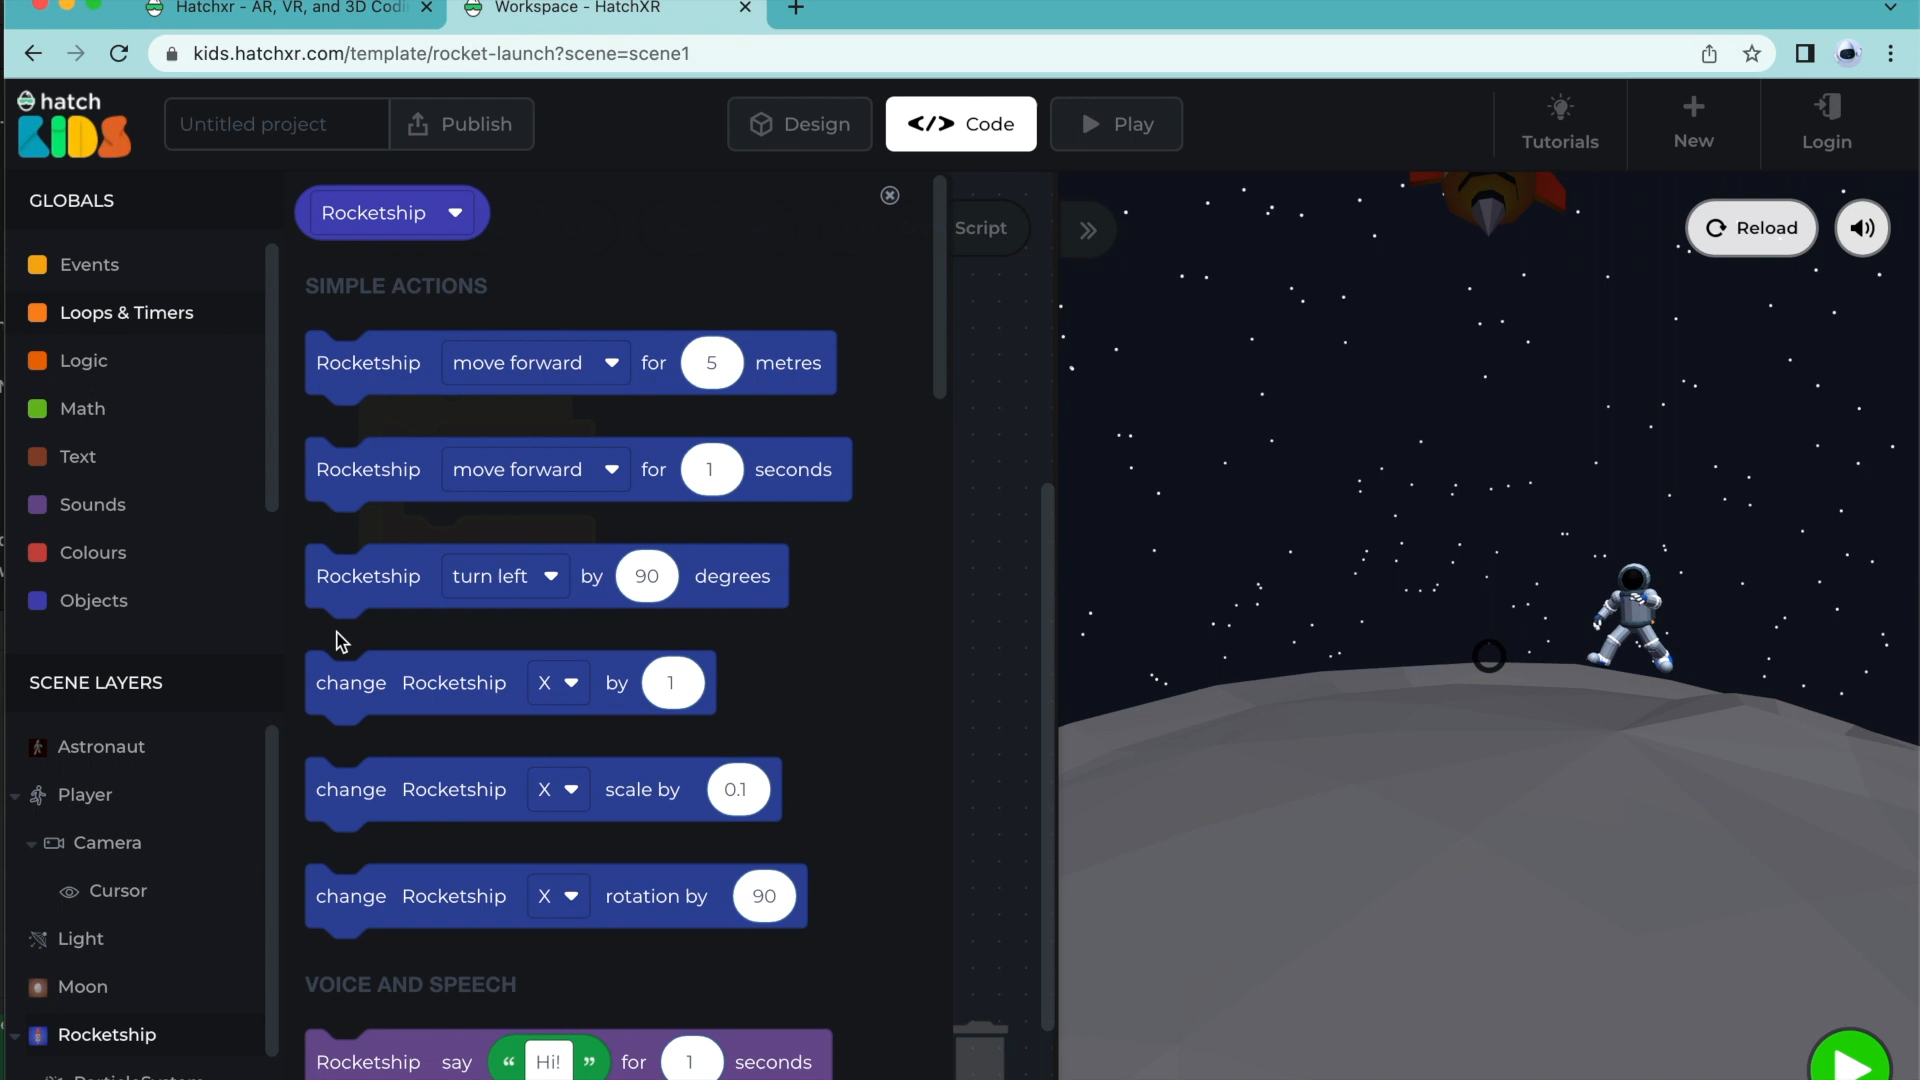 Hatchxr - AR, VR, and 3D Codi
Workspace - HatchXR
kids.hatchxr.com/template/rocket-launch?scene=scene1
hatch
KIDS
Untitled project
Publish
Design
</> Code
Play
Tutorials
New
Login
GLOBALS
Events
Loops & Timers
Logic
Math
Text
Sounds
Colours
Objects
SCENE LAYERS
Astronaut
Player
Camera
Cursor
Light
Moon
Rocketship
Rocketship
SIMPLE ACTIONS
Rocketship move forward for 5 metres
Rocketship move forward for 1 seconds
Rocketship turn left by 90 degrees
change Rocketship X by 1
change Rocketship X scale by 0.1
change Rocketship X rotation by 90
VOICE AND SPEECH
Rocketship say “ Hi! ” for 1 seconds
Script
Reload